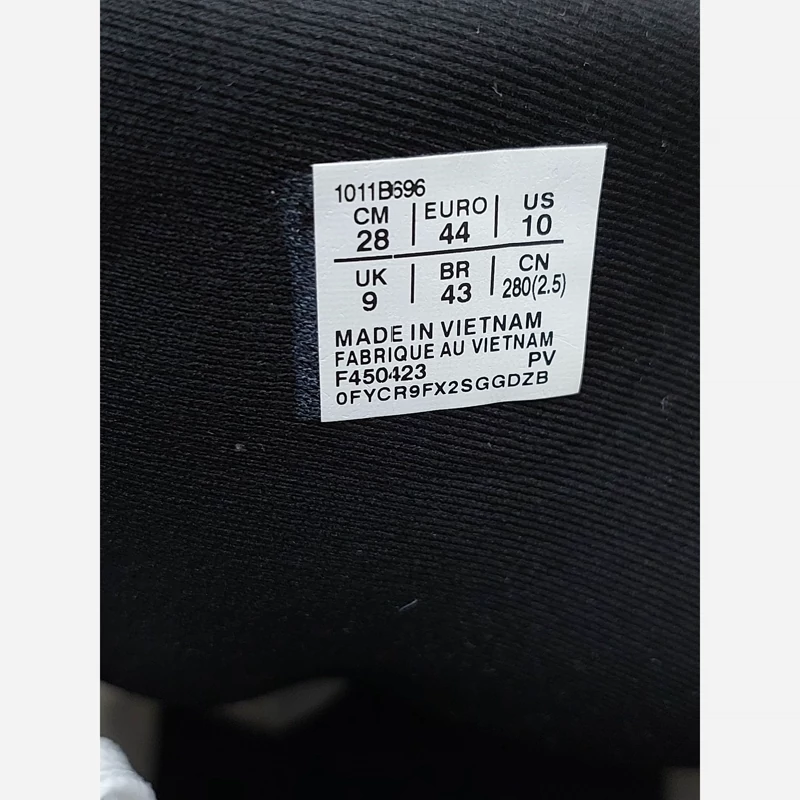 1011B696
CM | EURO | US
28 | 44 | 10
UK | BR | CN
9 | 43 | 280(2.5)
MADE IN VIETNAM
FABRIQUE AU VIETNAM
F450423 PV
0FYCR9FX2SGGDZB